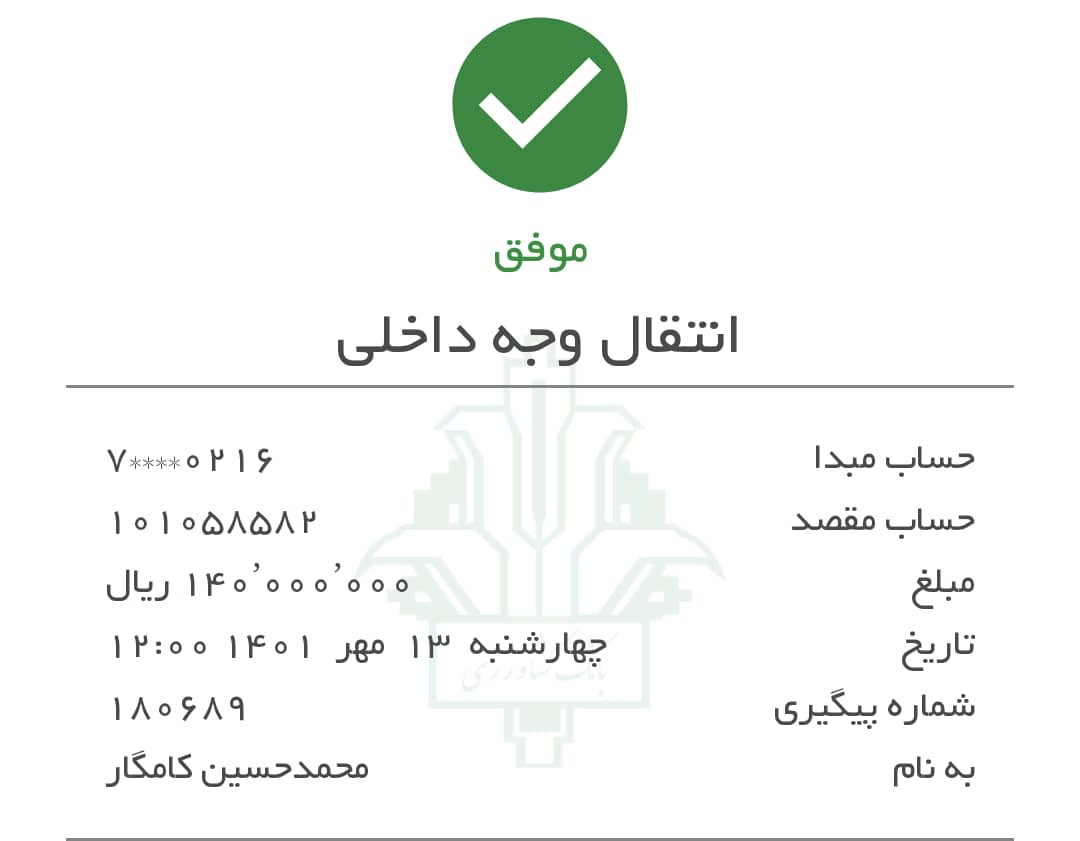 موفق
انتقال وجه داخلی
حساب مبدا ۷****۰۲۱۶
حساب مقصد ۱۰۱۰۵۸۵۸۲
مبلغ ۱۴۰٬۰۰۰٬۰۰۰ ریال
تاریخ چهارشنبه ۱۳ مهر ۱۴۰۱ ۱۲:۰۰
شماره پیگیری ۱۸۰۶۸۹
به نام محمدحسین کامگار
بانک کشاورزی